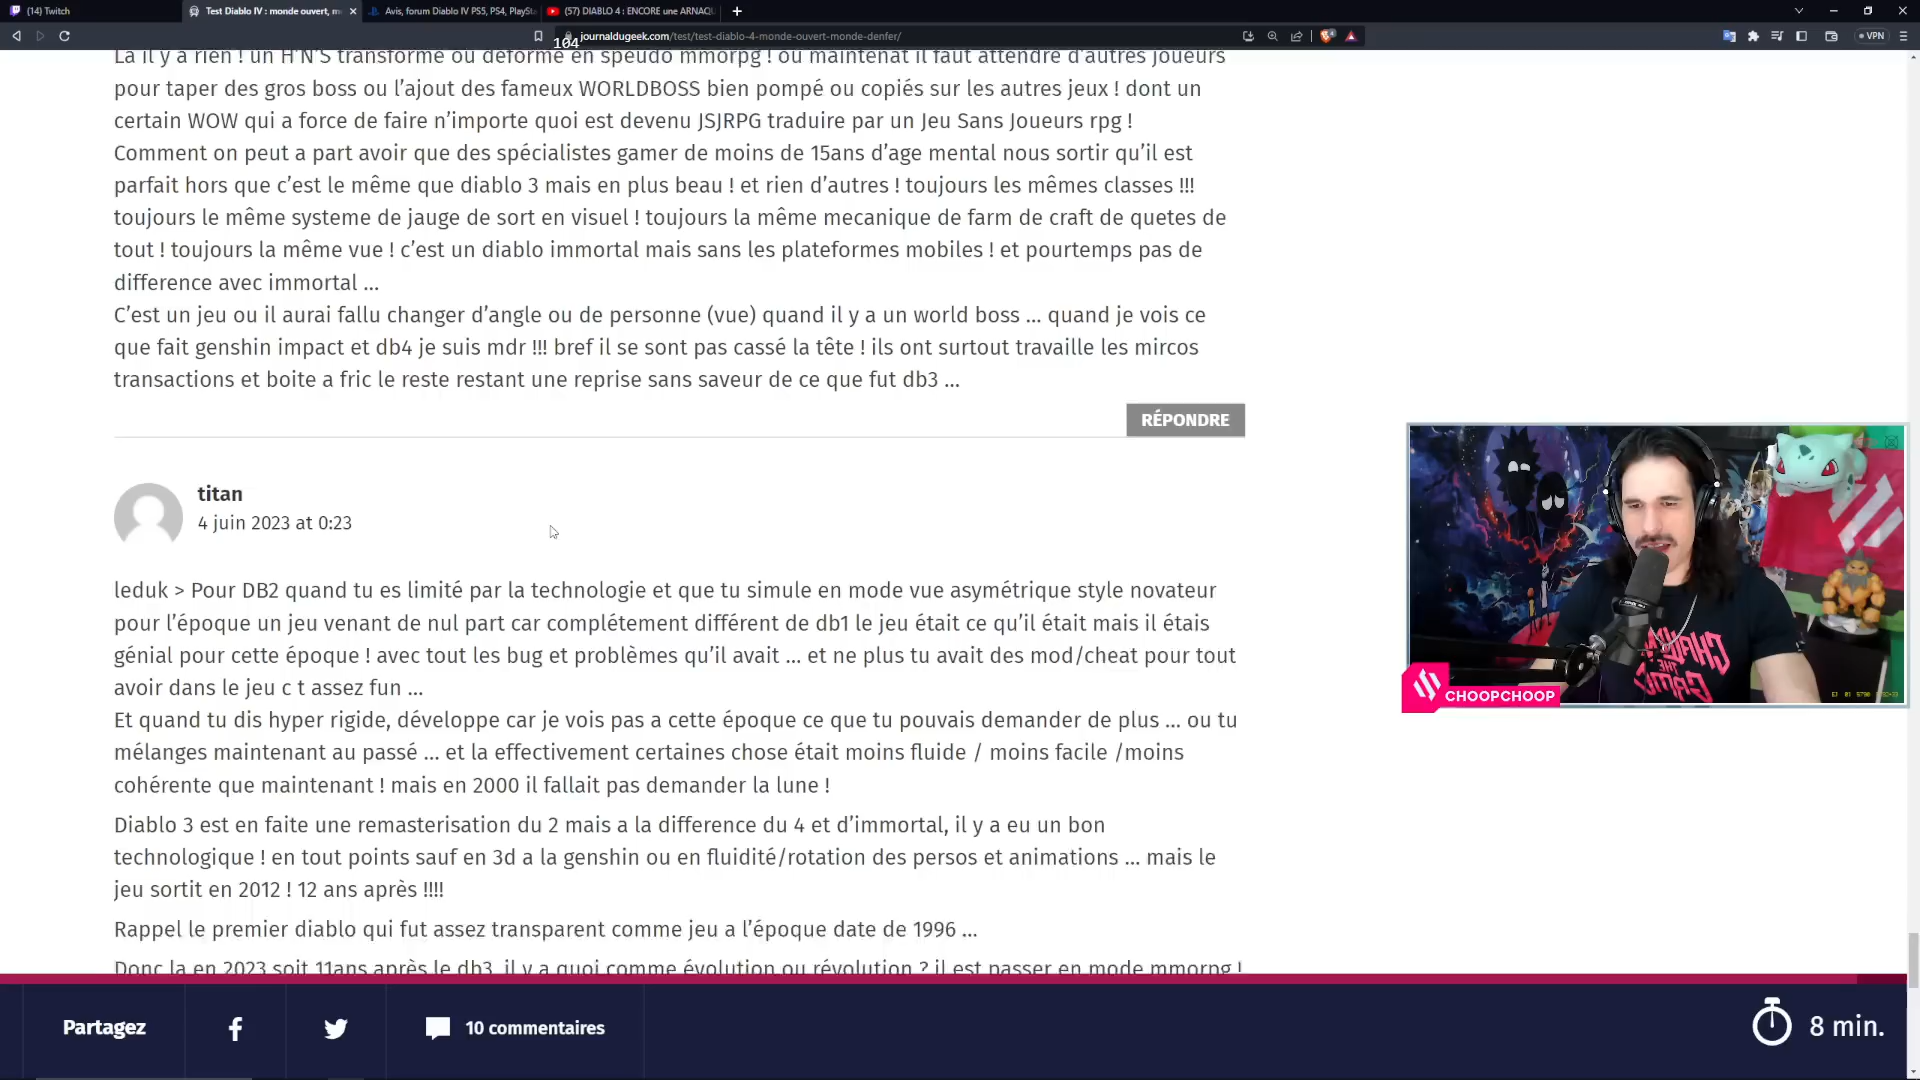 (14) Twitch
Test Diablo IV : monde ouvert, m
Avis, forum Diablo IV PS5, PS4, PlaySt
(57) DIABLO 4 : ENCORE une ARNAQU
104
journaldugeek.com/test/test-diablo-4-monde-ouvert-monde-denfer/
VPN
La il y a rien ! un H'N'S transformé ou déformé en speudo mmorpg ! ou maintenat il faut attendre d'autres joueurs
pour taper des gros boss ou l'ajout des fameux WORLDBOSS bien pompé ou copiés sur les autres jeux ! dont un
certain WOW qui a force de faire n'importe quoi est devenu JSJRPG traduire par un Jeu Sans Joueurs rpg !
Comment on peut a part avoir que des spécialistes gamer de moins de 15ans d'age mental nous sortir qu'il est
parfait hors que c'est le même que diablo 3 mais en plus beau ! et rien d'autres ! toujours les mêmes classes !!!
toujours le même systeme de jauge de sort en visuel ! toujours la même mecanique de farm de craft de quetes de
tout ! toujours la même vue ! c'est un diablo immortal mais sans les plateformes mobiles ! et pourtemps pas de
difference avec immortal ...
C'est un jeu ou il aurai fallu changer d'angle ou de personne (vue) quand il y a un world boss ... quand je vois ce
que fait genshin impact et db4 je suis mdr !!! bref il se sont pas cassé la tête ! ils ont surtout travaille les mircos
transactions et boite a fric le reste restant une reprise sans saveur de ce que fut db3 ...
RÉPONDRE
titan
4 juin 2023 at 0:23
leduk > Pour DB2 quand tu es limité par la technologie et que tu simule en mode vue asymétrique style novateur
pour l'époque un jeu venant de nul part car complétement différent de db1 le jeu était ce qu'il était mais il étais
génial pour cette époque ! avec tout les bug et problèmes qu'il avait ... et ne plus tu avait des mod/cheat pour tout
avoir dans le jeu c t assez fun ...
Et quand tu dis hyper rigide, développe car je vois pas a cette époque ce que tu pouvais demander de plus ... ou tu
mélanges maintenant au passé ... et la effectivement certaines chose était moins fluide / moins facile /moins
cohérente que maintenant ! mais en 2000 il fallait pas demander la lune !
Diablo 3 est en faite une remasterisation du 2 mais a la difference du 4 et d'immortal, il y a eu un bon
technologique ! en tout points sauf en 3d a la genshin ou en fluidité/rotation des persos et animations ... mais le
jeu sortit en 2012 ! 12 ans après !!!!
Rappel le premier diablo qui fut assez transparent comme jeu a l'époque date de 1996 ...
Donc la en 2023 soit 11ans après le db3, il y a quoi comme évolution ou révolution ? il est passer en mode mmorpg !
CHOOPCHOOP
Partagez
10 commentaires
8 min.